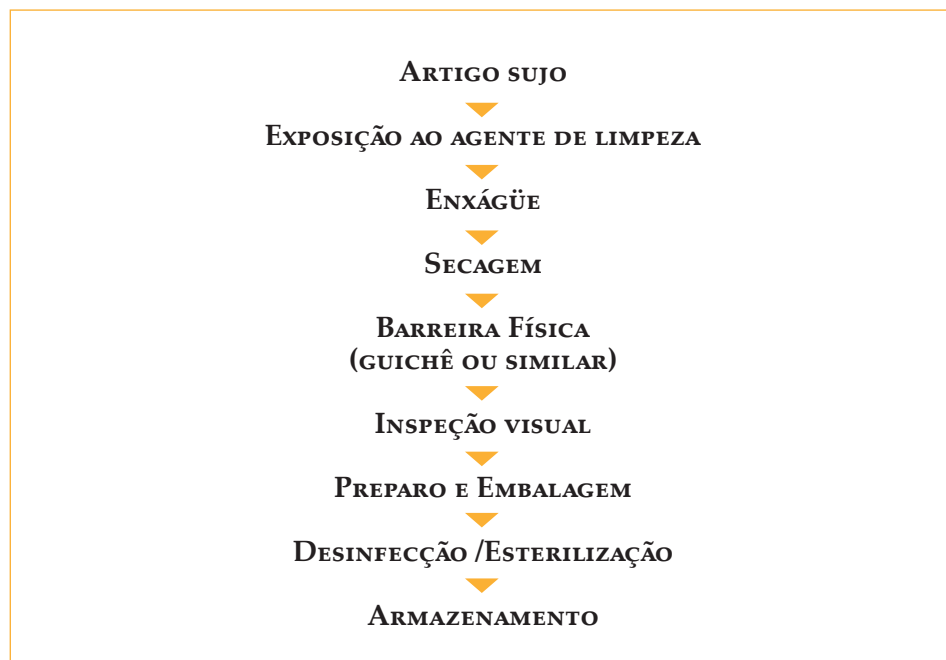 Artigo sujo
Exposição ao agente de limpeza
Enxágüe
Secagem
Barreira Física
(guichê ou similar)
Inspeção visual
Preparo e Embalagem
Desinfecção /Esterilização
Armazenamento